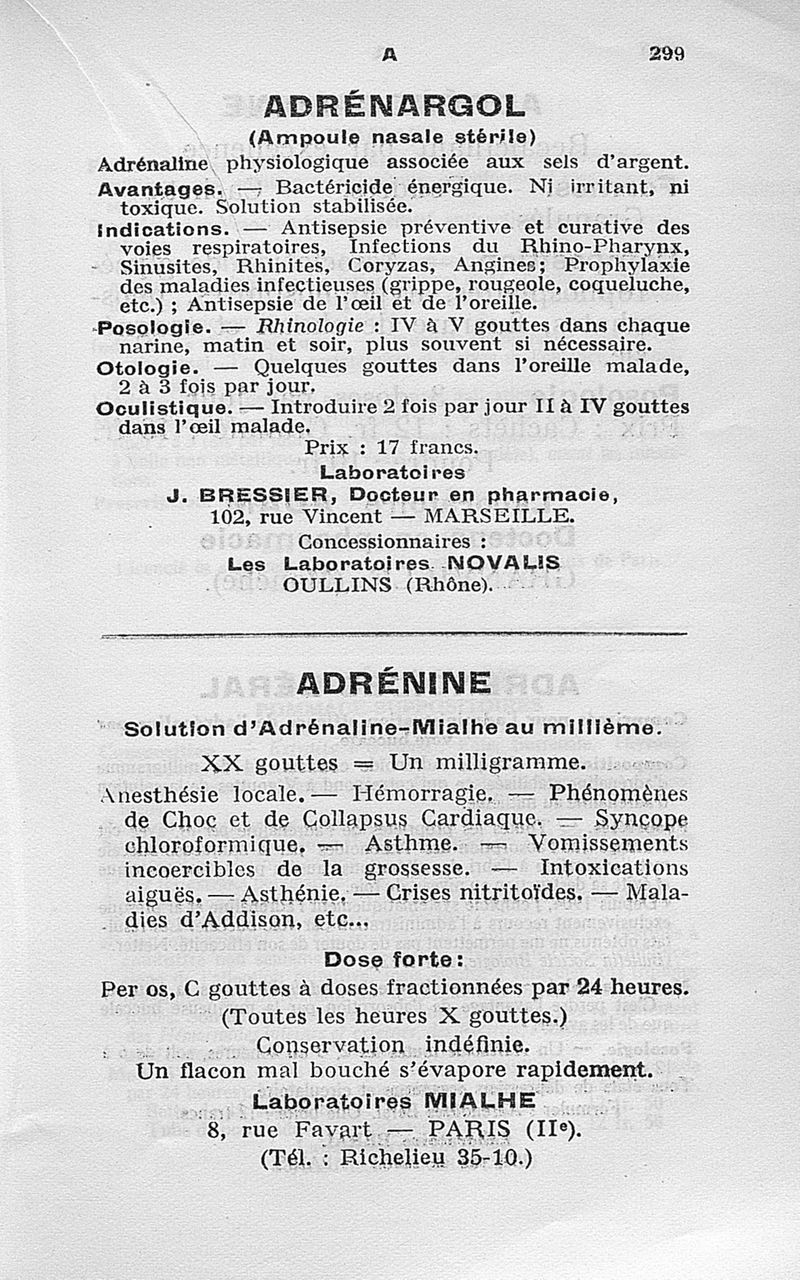 A 299
ADRÉNARGOL
(Ampoule nasale stérile)
Adrénaline physiologique associée aux sels d'argent.
Avantages. — Bactéricide énergique. Ni irritant, ni
toxique. Solution stabilisée.
Indications. — Antisepsie préventive et curative des
voies respiratoires, Infections du Rhino-Pharynx,
Sinusites, Rhinites, Coryzas, Angines; Prophylaxie
des maladies infectieuses (grippe, rougeole, coqueluche,
etc.) ; Antisepsie de l'œil et de l'oreille.
Posologie. — Rhinologie : IV à V gouttes dans chaque
narine, matin et soir, plus souvent si nécessaire.
Otologie. — Quelques gouttes dans l'oreille malade,
2 à 3 fois par jour.
Oculistique. — Introduire 2 fois par jour II à IV gouttes
dans l'œil malade.
Prix : 17 francs.
Laboratoires
J. BRESSIER, Docteur en pharmacie,
102, rue Vincent — MARSEILLE.
Concessionnaires :
Les Laboratoires NOVALIS
OULLINS (Rhône).
ADRÉNINE
Solution d'Adrénaline-Mialhe au millième.
XX gouttes = Un milligramme.
Anesthésie locale. — Hémorragie. — Phénomènes
de Choc et de Collapsus Cardiaque. — Syncope
chloroformique. — Asthme. — Vomissements
incoercibles de la grossesse. — Intoxications
aiguës. — Asthénie. — Crises nitritoïdes. — Mala-
dies d'Addison, etc...
Dose forte:
Per os, C gouttes à doses fractionnées par 24 heures.
(Toutes les heures X gouttes.)
Conservation indéfinie.
Un flacon mal bouché s'évapore rapidement.
Laboratoires MIALHE
8, rue Favart — PARIS (IIe).
(Tél. : Richelieu 35-10.)